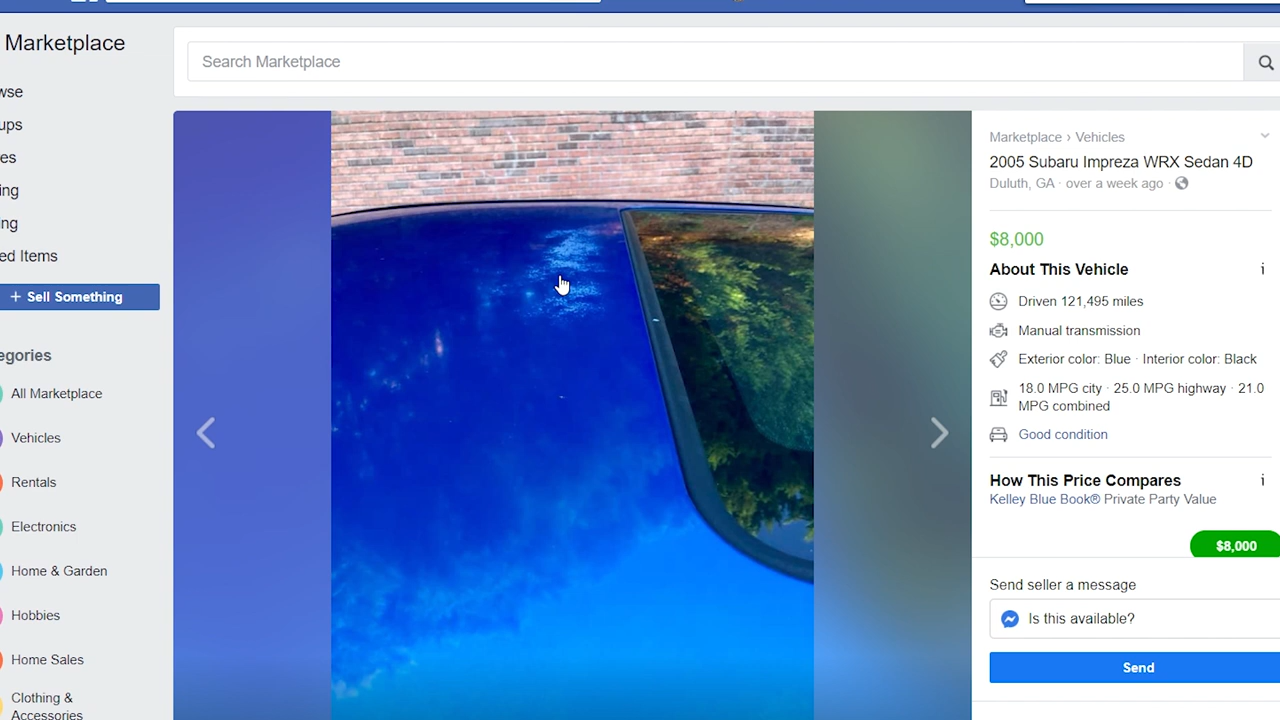 Marketplace
wse
ups
es
ing
ing
ed Items
+ Sell Something
egories
All Marketplace
Vehicles
Rentals
Electronics
Home & Garden
Hobbies
Home Sales
Clothing &
Accessories
Search Marketplace
Marketplace › Vehicles
2005 Subaru Impreza WRX Sedan 4D
Duluth, GA · over a week ago ·
$8,000
About This Vehicle
i
Driven 121,495 miles
Manual transmission
Exterior color: Blue · Interior color: Black
18.0 MPG city · 25.0 MPG highway · 21.0
MPG combined
Good condition
How This Price Compares
i
Kelley Blue Book® Private Party Value
$8,000
Send seller a message
Is this available?
Send